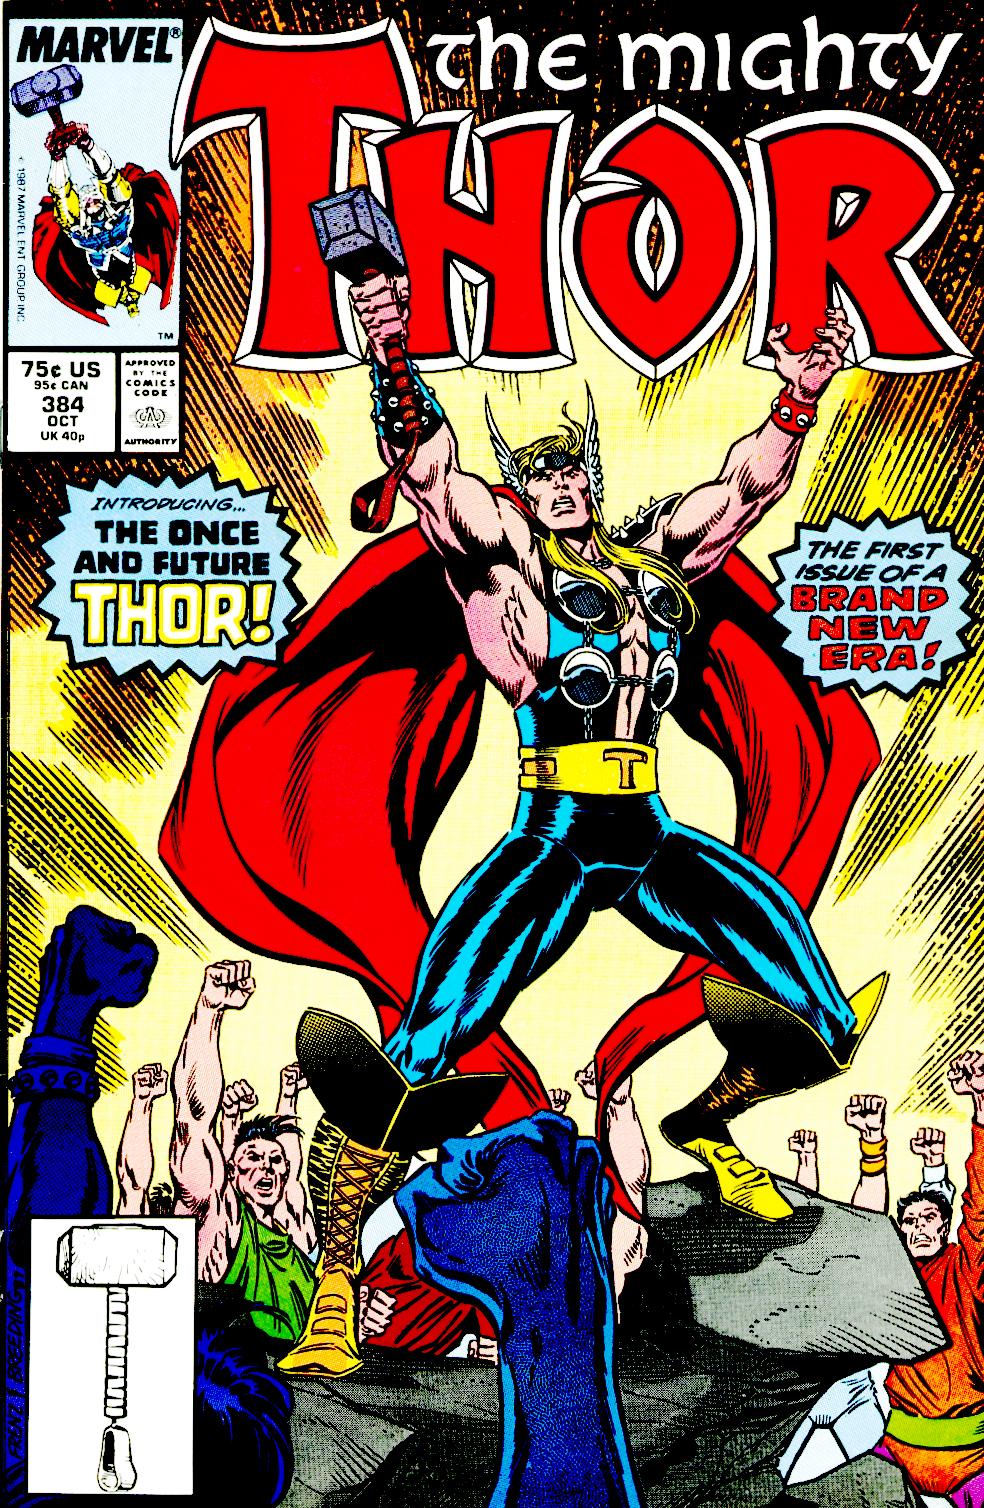 MARVEL®
THE MIGHTY
THOR
© 1987 MARVEL ENT. GROUP INC.
TM
75¢ US
95¢ CAN
384
OCT
UK 40p
APPROVED
BY THE
COMICS
CODE
AUTHORITY
INTRODUCING...
THE ONCE
AND FUTURE
THOR!
THE FIRST
ISSUE OF A
BRAND
NEW
ERA!
T